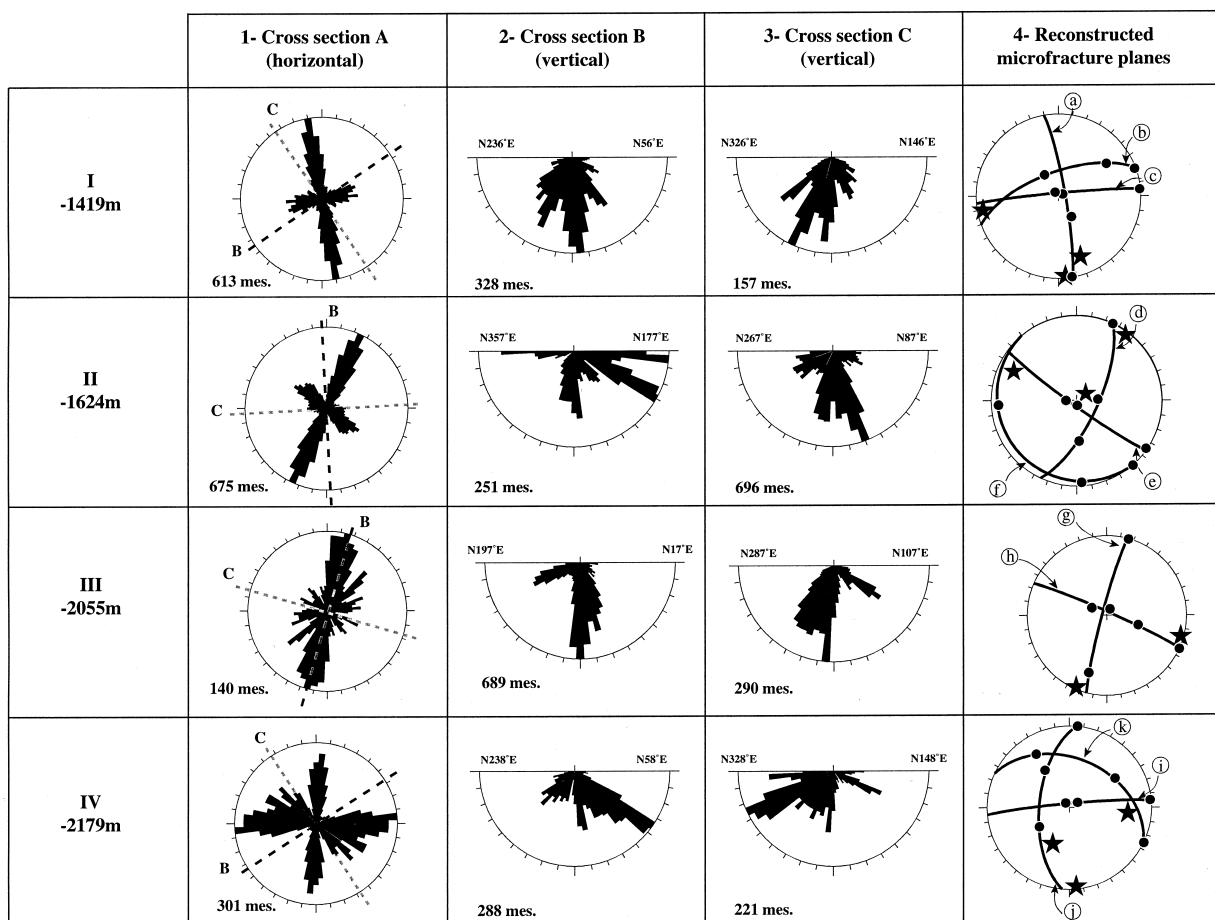 1- Cross section A
(horizontal)
2- Cross section B
(vertical)
3- Cross section C
(vertical)
4- Reconstructed
microfracture planes
I
-1419m
C
B
613 mes.
N236°E N56°E
328 mes.
N326°E N146°E
157 mes.
a
b
c
II
-1624m
B
C
675 mes.
N357°E N177°E
251 mes.
N267°E N87°E
696 mes.
d
e
f
III
-2055m
B
C
140 mes.
N197°E N17°E
689 mes.
N287°E N107°E
290 mes.
g
h
IV
-2179m
C
B
301 mes.
N238°E N58°E
288 mes.
N328°E N148°E
221 mes.
k
i
j